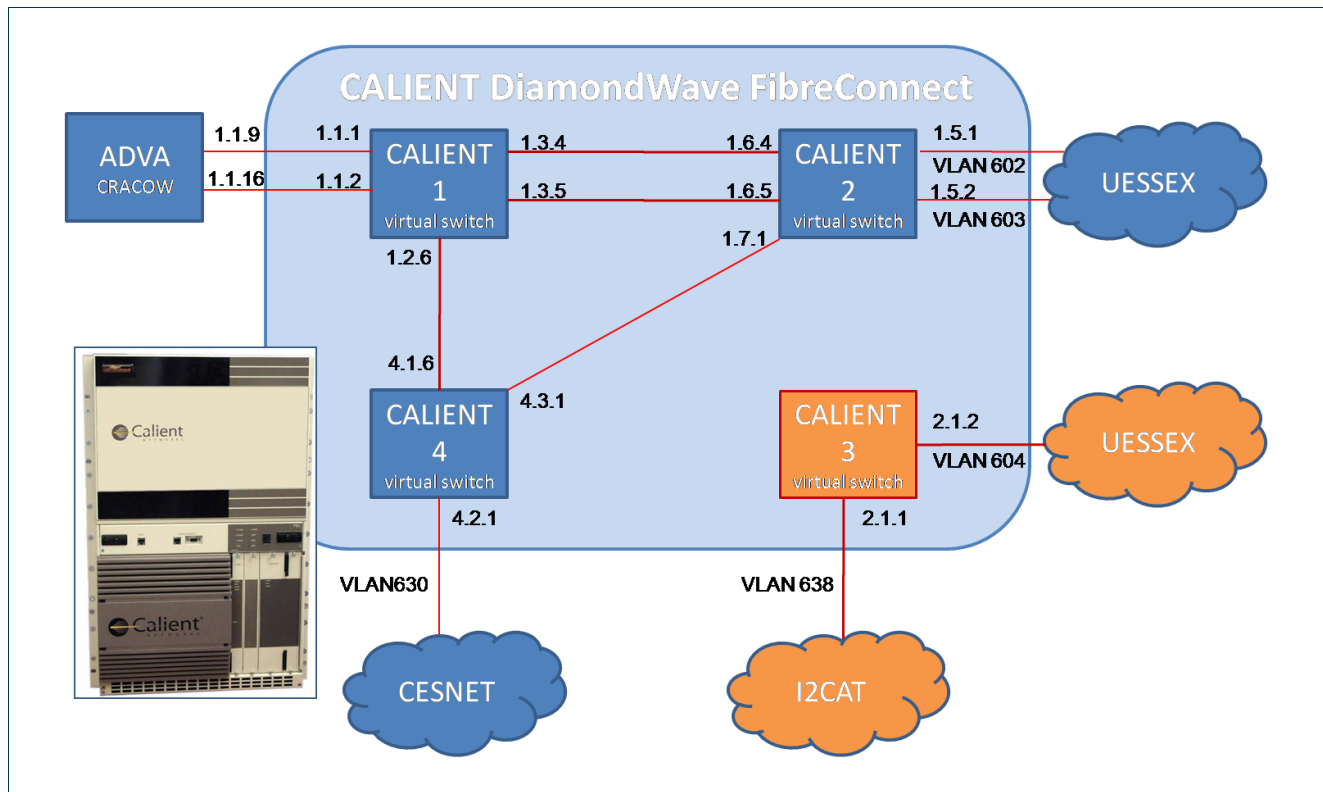 CALIENT DiamondWave FibreConnect
ADVA
CRACOW
1.1.9
1.1.16
1.1.1
1.1.2
CALIENT
1
virtual switch
1.3.4
1.3.5
1.2.6
1.6.4
1.6.5
1.7.1
CALIENT
2
virtual switch
1.5.1
VLAN 602
1.5.2
VLAN 603
UESSEX
4.1.6
CALIENT
4
virtual switch
4.3.1
4.2.1
CALIENT
3
virtual switch
2.1.2
VLAN 604
2.1.1
UESSEX
Calient
NETWORKS
Calient
NETWORKS
VLAN630
CESNET
VLAN 638
I2CAT